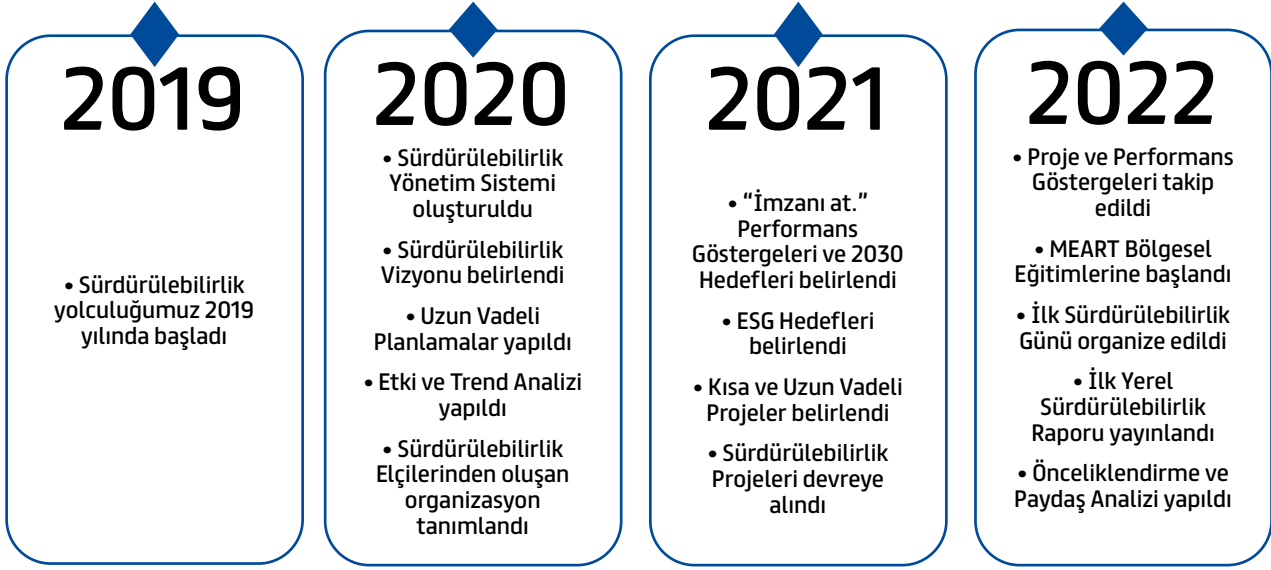 2019
• Sürdürülebilirlik
yolculuğumuz 2019
yılında başladı
2020
• Sürdürülebilirlik
Yönetim Sistemi
oluşturuldu
• Sürdürülebilirlik
Vizyonu belirlendi
• Uzun Vadeli
Planlamalar yapıldı
• Etki ve Trend Analizi
yapıldı
• Sürdürülebilirlik
Elçilerinden oluşan
organizasyon
tanımlandı
2021
• “İmzanı at.”
Performans
Göstergeleri ve 2030
Hedefleri belirlendi
• ESG Hedefleri
belirlendi
• Kısa ve Uzun Vadeli
Projeler belirlendi
• Sürdürülebilirlik
Projeleri devreye
alındı
2022
• Proje ve Performans
Göstergeleri takip
edildi
• MEART Bölgesel
Eğitimlerine başlandı
• İlk Sürdürülebilirlik
Günü organize edildi
• İlk Yerel
Sürdürülebilirlik
Raporu yayınlandı
• Önceliklendirme ve
Paydaş Analizi yapıldı